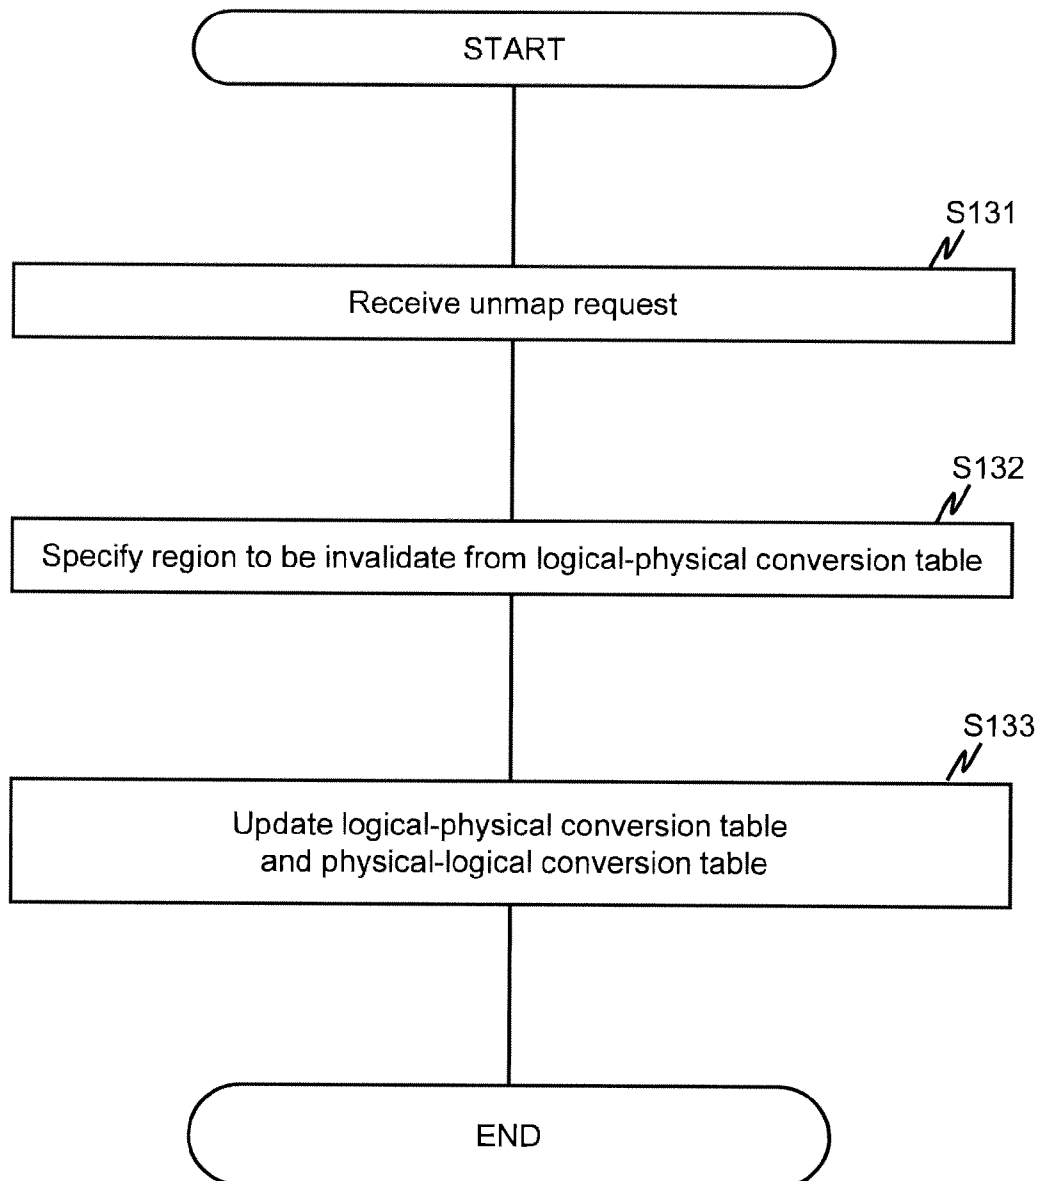 START
S131
Receive unmap request
S132
Specify region to be invalidate from logical-physical conversion table
S133
Update logical-physical conversion table
and physical-logical conversion table
END